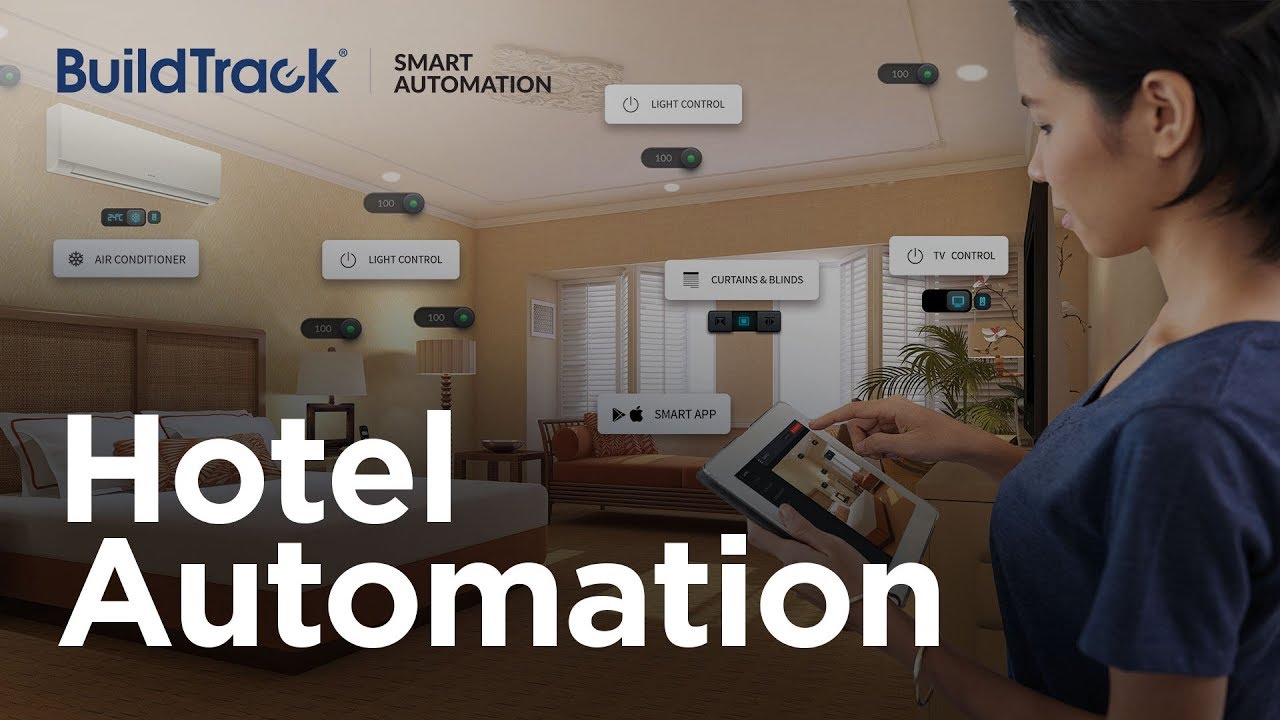 BuildTrack®
SMART
AUTOMATION
LIGHT CONTROL
100
100
100
24°C
AIR CONDITIONER
LIGHT CONTROL
TV CONTROL
CURTAINS & BLINDS
100
100
SMART APP
Hotel
Automation